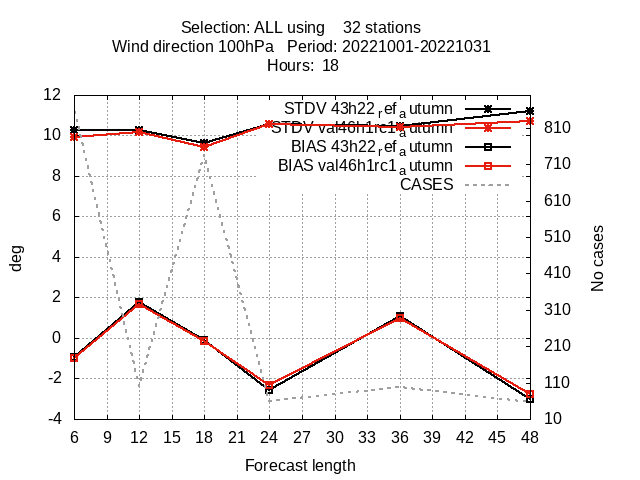 Selection: ALL using    32 stations
Wind direction 100hPa   Period: 20221001-20221031
Hours:  18
STDV 43h22_ref_autumn
STDV val46h1rc1_autumn
BIAS 43h22_ref_autumn
BIAS val46h1rc1_autumn
CASES
12
10
8
6
4
2
0
-2
-4
deg
810
710
610
510
410
310
210
110
10
No cases
6 9 12 15 18 21 24 27 30 33 36 39 42 45 48
Forecast length